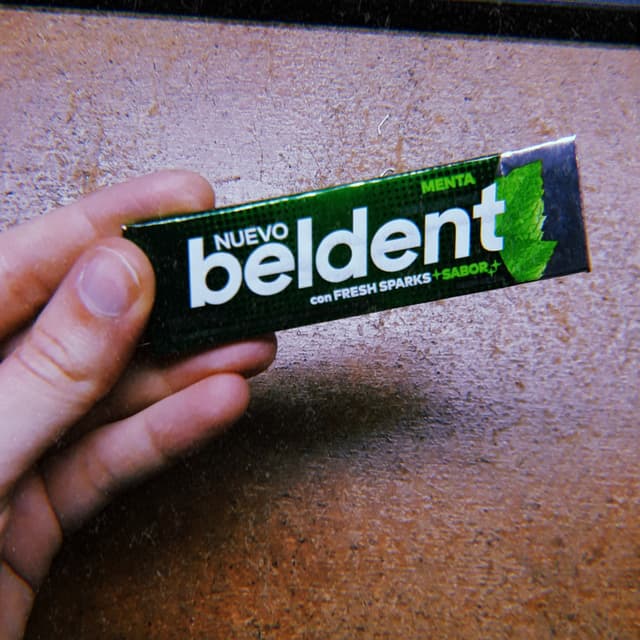 MENTA
NUEVO
beldent
con FRESH SPARKS +SABOR